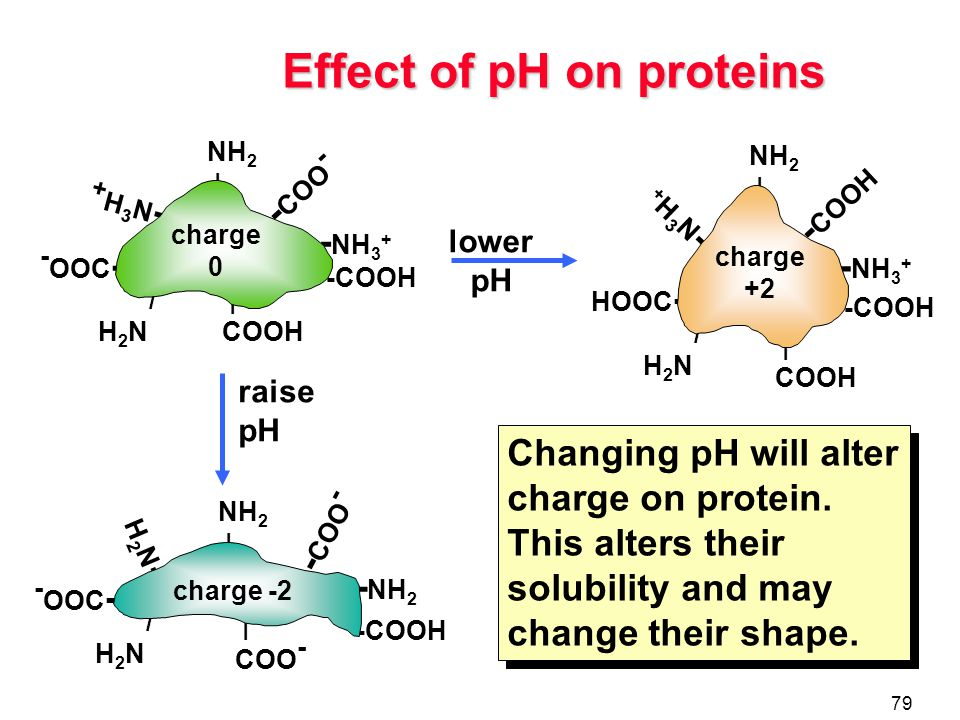 Effect of pH on proteins
NH₂
⁺H₃N-
-COO⁻
charge
0
-NH₃⁺
-COOH
⁻OOC-
H₂N
COOH
lower
pH
NH₂
⁺H₃N-
-COOH
charge
+2
-NH₃⁺
-COOH
HOOC-
H₂N
COOH
raise
pH
NH₂
H₂N-
-COO⁻
charge -2
-NH₂
-COOH
⁻OOC-
H₂N
COO⁻
Changing pH will alter
charge on protein.
This alters their
solubility and may
change their shape.
79